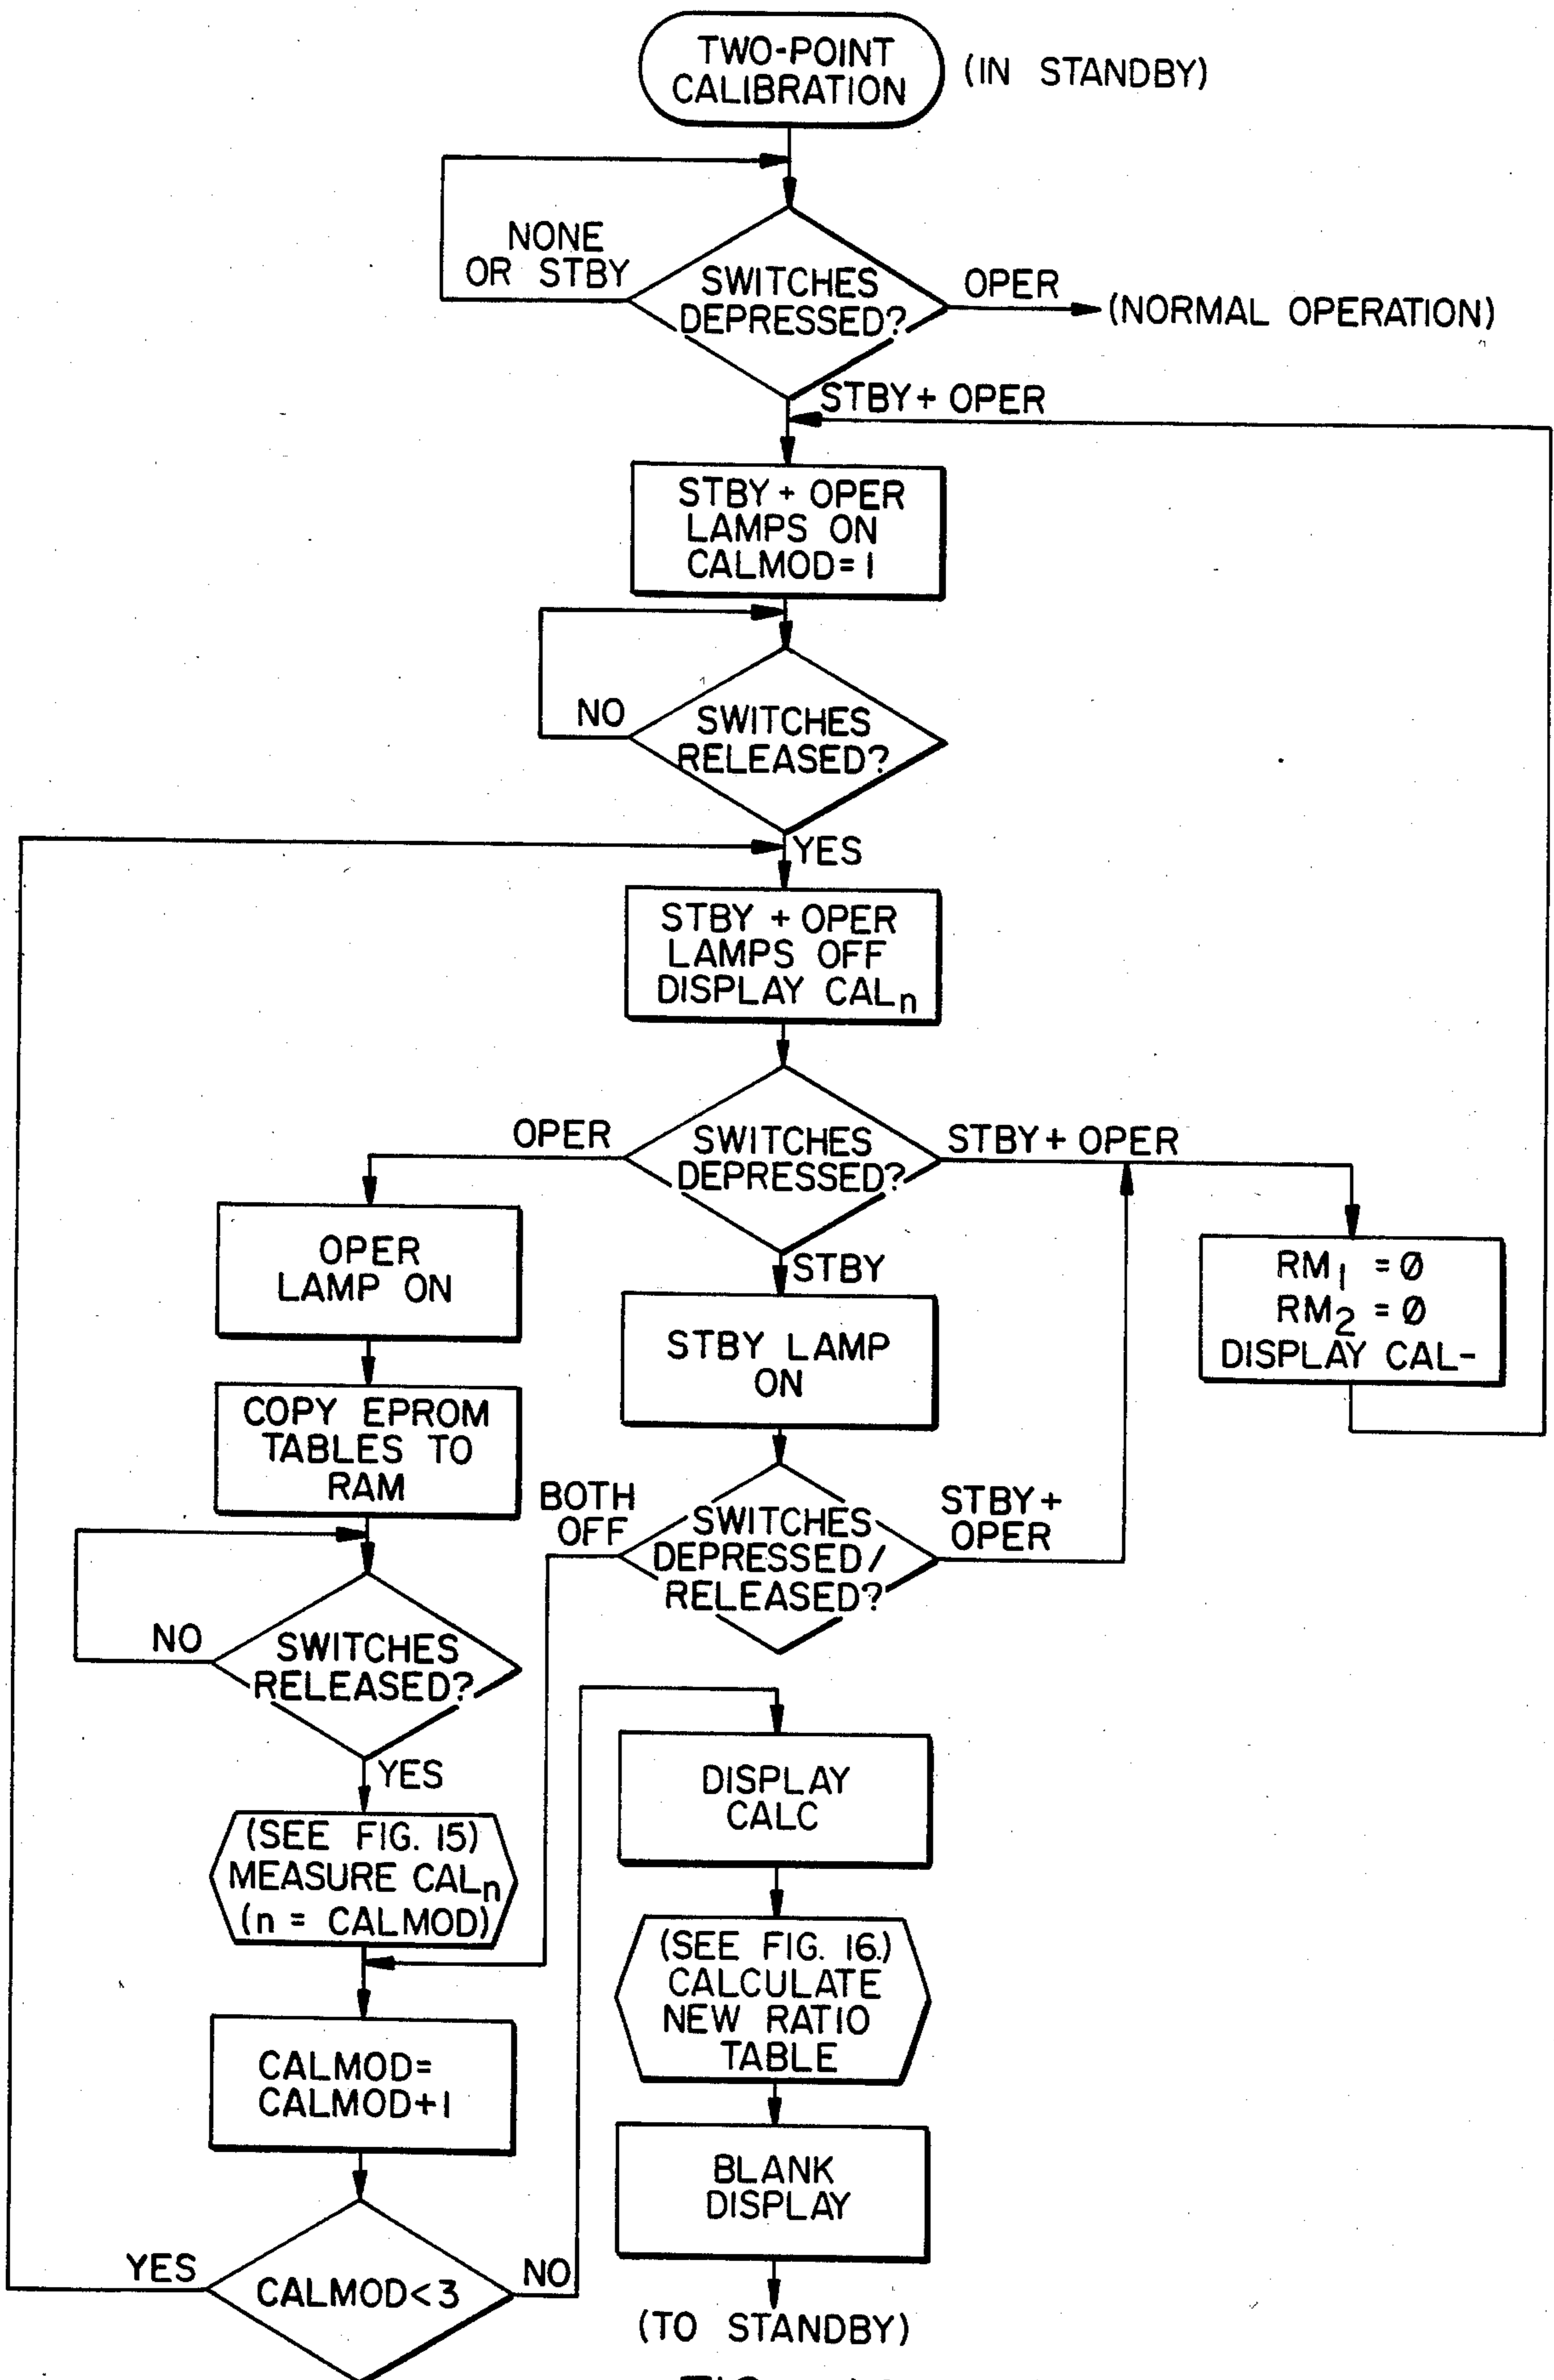 TWO-POINT
CALIBRATION
(IN STANDBY)
NONE
OR STBY
SWITCHES
DEPRESSED?
OPER
(NORMAL OPERATION)
STBY + OPER
STBY + OPER
LAMPS ON
CALMOD=1
NO
SWITCHES
RELEASED?
YES
STBY + OPER
LAMPS OFF
DISPLAY CALn
OPER
SWITCHES
DEPRESSED?
STBY + OPER
STBY
OPER
LAMP ON
STBY LAMP
ON
RM1 = Ø
RM2 = Ø
DISPLAY CAL-
COPY EPROM
TABLES TO
RAM
BOTH
OFF
SWITCHES
DEPRESSED/
RELEASED?
STBY +
OPER
NO
SWITCHES
RELEASED?
YES
(SEE FIG. 15)
MEASURE CALn
(n = CALMOD)
DISPLAY
CALC
(SEE FIG. 16.)
CALCULATE
NEW RATIO
TABLE
CALMOD=
CALMOD+1
BLANK
DISPLAY
YES
CALMOD<3
NO
(TO STANDBY)